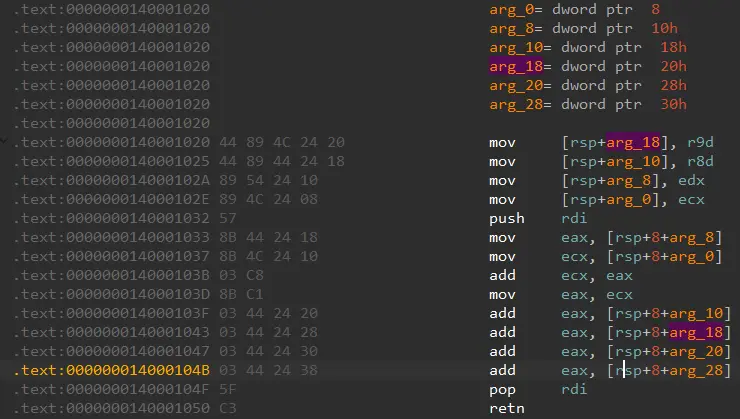 .text:0000000140001020 arg_0= dword ptr  8
.text:0000000140001020 arg_8= dword ptr  10h
.text:0000000140001020 arg_10= dword ptr  18h
.text:0000000140001020 arg_18= dword ptr  20h
.text:0000000140001020 arg_20= dword ptr  28h
.text:0000000140001020 arg_28= dword ptr  30h
.text:0000000140001020
.text:0000000140001020 44 89 4C 24 20 mov [rsp+arg_18], r9d
.text:0000000140001025 44 89 44 24 18 mov [rsp+arg_10], r8d
.text:000000014000102A 89 54 24 10 mov [rsp+arg_8], edx
.text:000000014000102E 89 4C 24 08 mov [rsp+arg_0], ecx
.text:0000000140001032 57 push rdi
.text:0000000140001033 8B 44 24 18 mov eax, [rsp+8+arg_8]
.text:0000000140001037 8B 4C 24 10 mov ecx, [rsp+8+arg_0]
.text:000000014000103B 03 C8 add ecx, eax
.text:000000014000103D 8B C1 mov eax, ecx
.text:000000014000103F 03 44 24 20 add eax, [rsp+8+arg_10]
.text:0000000140001043 03 44 24 28 add eax, [rsp+8+arg_18]
.text:0000000140001047 03 44 24 30 add eax, [rsp+8+arg_20]
.text:000000014000104B 03 44 24 38 add eax, [rsp+8+arg_28]
.text:000000014000104F 5F pop rdi
.text:0000000140001050 C3 retn